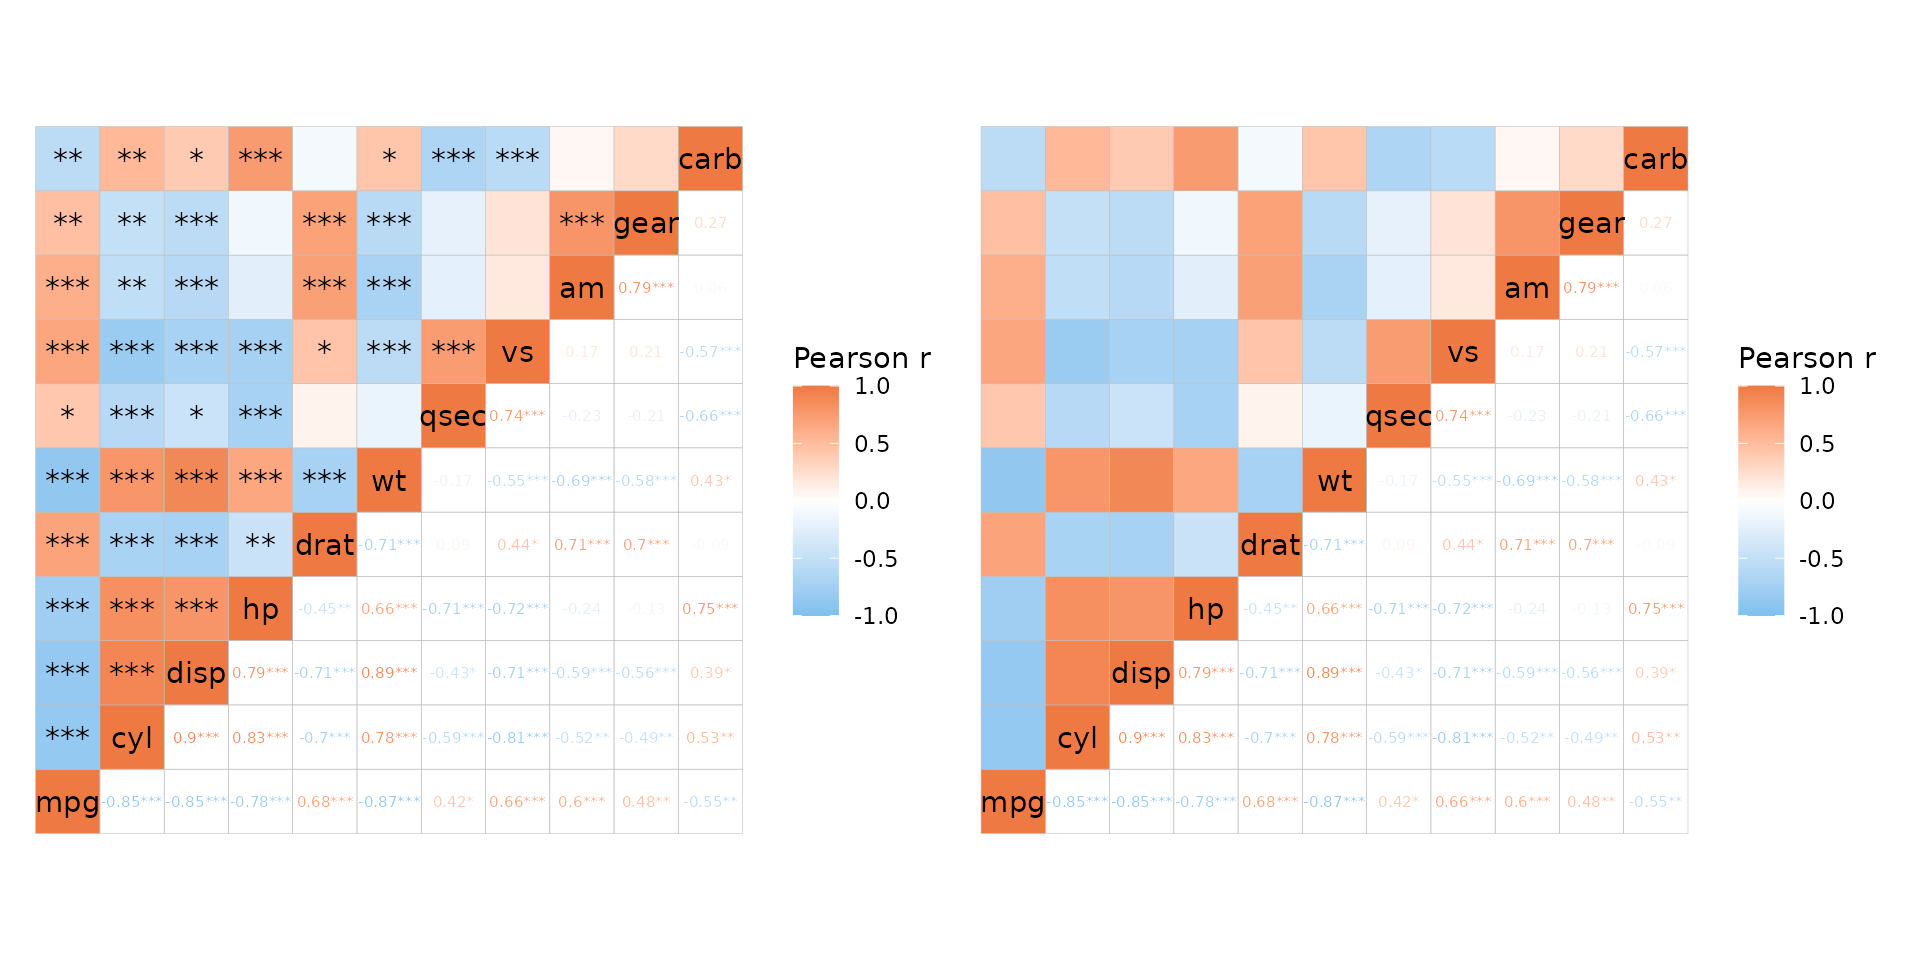 ** ** * *** * *** *** carb
** ** *** *** *** *** gear 0.27
*** ** *** *** *** am 0.79*** 0.06
*** *** *** *** * *** *** vs 0.17 0.21 -0.57***
* *** * *** qsec 0.74*** -0.23 -0.21 -0.66***
*** *** *** *** *** wt -0.17 -0.55*** -0.69*** -0.58*** 0.43*
*** *** *** ** drat -0.71*** 0.09 0.44* 0.71*** 0.7*** -0.09
*** *** *** hp -0.45** 0.66*** -0.71*** -0.72*** -0.24 -0.13 0.75***
*** *** disp 0.79*** -0.71*** 0.89*** -0.43* -0.71*** -0.59*** -0.56*** 0.39*
*** cyl 0.9*** 0.83*** -0.7*** 0.78*** -0.59*** -0.81*** -0.52** -0.49** 0.53**
mpg -0.85*** -0.85*** -0.78*** 0.68*** -0.87*** 0.42* 0.66*** 0.6*** 0.48** -0.55**
Pearson r
1.0
0.5
0.0
-0.5
-1.0
carb
gear 0.27
am 0.79*** 0.06
vs 0.17 0.21 -0.57***
qsec 0.74*** -0.23 -0.21 -0.66***
wt -0.17 -0.55*** -0.69*** -0.58*** 0.43*
drat -0.71*** 0.09 0.44* 0.71*** 0.7*** -0.09
hp -0.45** 0.66*** -0.71*** -0.72*** -0.24 -0.13 0.75***
disp 0.79*** -0.71*** 0.89*** -0.43* -0.71*** -0.59*** -0.56*** 0.39*
cyl 0.9*** 0.83*** -0.7*** 0.78*** -0.59*** -0.81*** -0.52** -0.49** 0.53**
mpg -0.85*** -0.85*** -0.78*** 0.68*** -0.87*** 0.42* 0.66*** 0.6*** 0.48** -0.55**
Pearson r
1.0
0.5
0.0
-0.5
-1.0